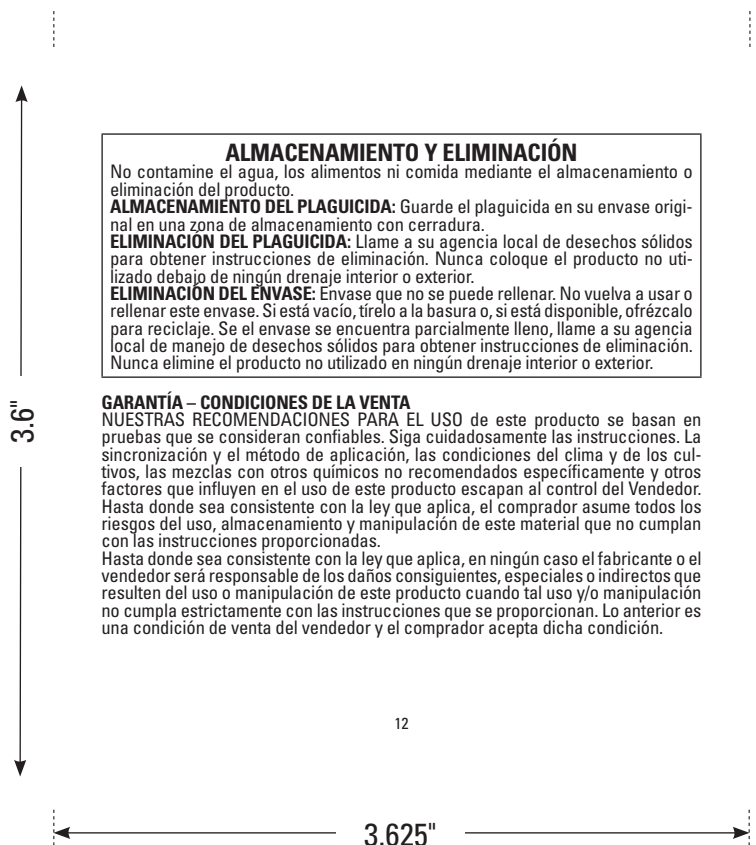 ALMACENAMIENTO Y ELIMINACIÓN
No contamine el agua, los alimentos ni comida mediante el almacenamiento o
eliminación del producto.
ALMACENAMIENTO DEL PLAGUICIDA: Guarde el plaguicida en su envase origi-
nal en una zona de almacenamiento con cerradura.
ELIMINACIÓN DEL PLAGUICIDA: Llame a su agencia local de desechos sólidos
para obtener instrucciones de eliminación. Nunca coloque el producto no uti-
lizado debajo de ningún drenaje interior o exterior.
ELIMINACIÓN DEL ENVASE: Envase que no se puede rellenar. No vuelva a usar o
rellenar este envase. Si está vacío, tírelo a la basura o, si está disponible, ofrézcalo
para reciclaje. Se el envase se encuentra parcialmente lleno, llame a su agencia
local de manejo de desechos sólidos para obtener instrucciones de eliminación.
Nunca elimine el producto no utilizado en ningún drenaje interior o exterior.
GARANTÍA – CONDICIONES DE LA VENTA
NUESTRAS RECOMENDACIONES PARA EL USO de este producto se basan en
pruebas que se consideran confiables. Siga cuidadosamente las instrucciones. La
sincronización y el método de aplicación, las condiciones del clima y de los cul-
tivos, las mezclas con otros químicos no recomendados específicamente y otros
factores que influyen en el uso de este producto escapan al control del Vendedor.
Hasta donde sea consistente con la ley que aplica, el comprador asume todos los
riesgos del uso, almacenamiento y manipulación de este material que no cumplan
con las instrucciones proporcionadas.
Hasta donde sea consistente con la ley que aplica, en ningún caso el fabricante o el
vendedor será responsable de los daños consiguientes, especiales o indirectos que
resulten del uso o manipulación de este producto cuando tal uso y/o manipulación
no cumpla estrictamente con las instrucciones que se proporcionan. Lo anterior es
una condición de venta del vendedor y el comprador acepta dicha condición.
12
3.6"
3.625"